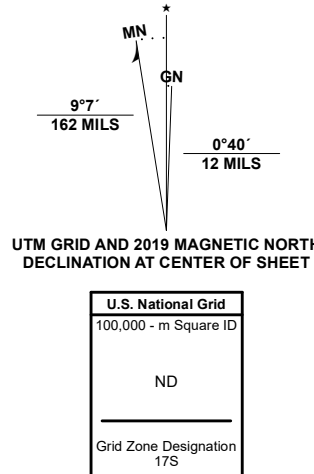 ★
MN
GN
9°7´
162 MILS
0°40´
12 MILS
UTM GRID AND 2019 MAGNETIC NORTH
DECLINATION AT CENTER OF SHEET
U.S. National Grid
100,000 - m Square ID
ND
Grid Zone Designation
17S